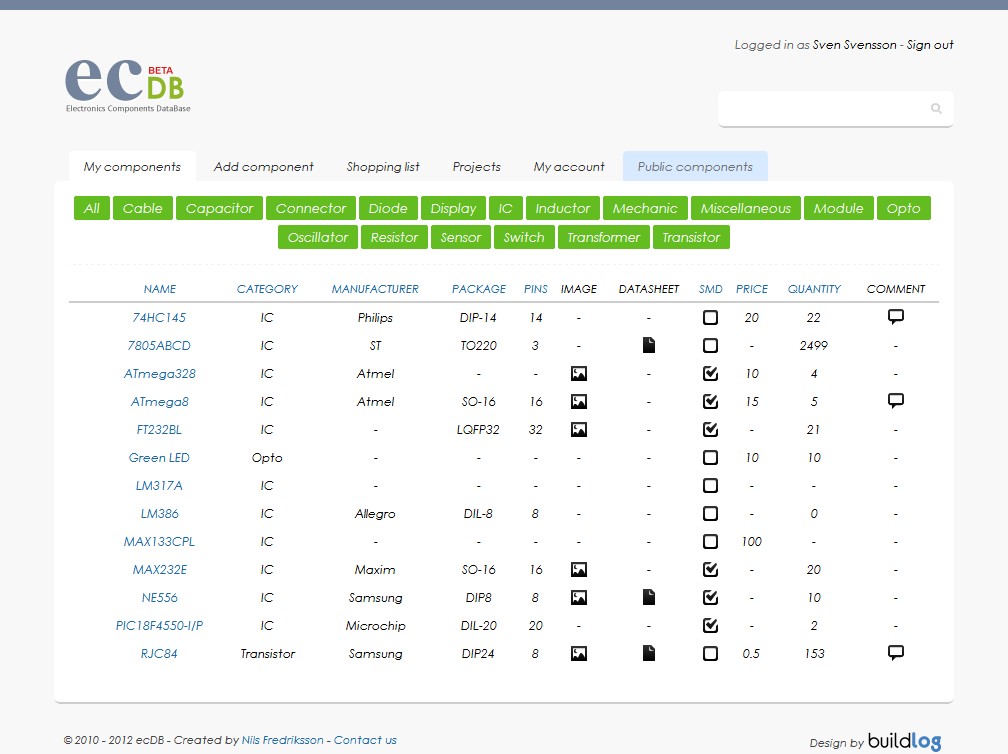 Logged in as Sven Svensson - Sign out
ec BETA DB
Electronics Components DataBase
My components Add component Shopping list Projects My account Public components
All Cable Capacitor Connector Diode Display IC Inductor Mechanic Miscellaneous Module Opto
Oscillator Resistor Sensor Switch Transformer Transistor
NAME CATEGORY MANUFACTURER PACKAGE PINS IMAGE DATASHEET SMD PRICE QUANTITY COMMENT
74HC145 IC Philips DIP-14 14 - - 20 22
7805ABCD IC ST TO220 3 - - 2499 -
ATmega328 IC Atmel - - - 10 4 -
ATmega8 IC Atmel SO-16 16 - 15 5
FT232BL IC - LQFP32 32 - - 21 -
Green LED Opto - - - - - 10 10 -
LM317A IC - - - - - - - -
LM386 IC Allegro DIL-8 8 - - - 0 -
MAX133CPL IC - - - - - 100 - -
MAX232E IC Maxim SO-16 16 - - 20 -
NE556 IC Samsung DIP8 8 - 10 -
PIC18F4550-I/P IC Microchip DIL-20 20 - - - 2 -
RJC84 Transistor Samsung DIP24 8 0.5 153
© 2010 - 2012 ecDB - Created by Nils Fredriksson - Contact us
Design by buildlog